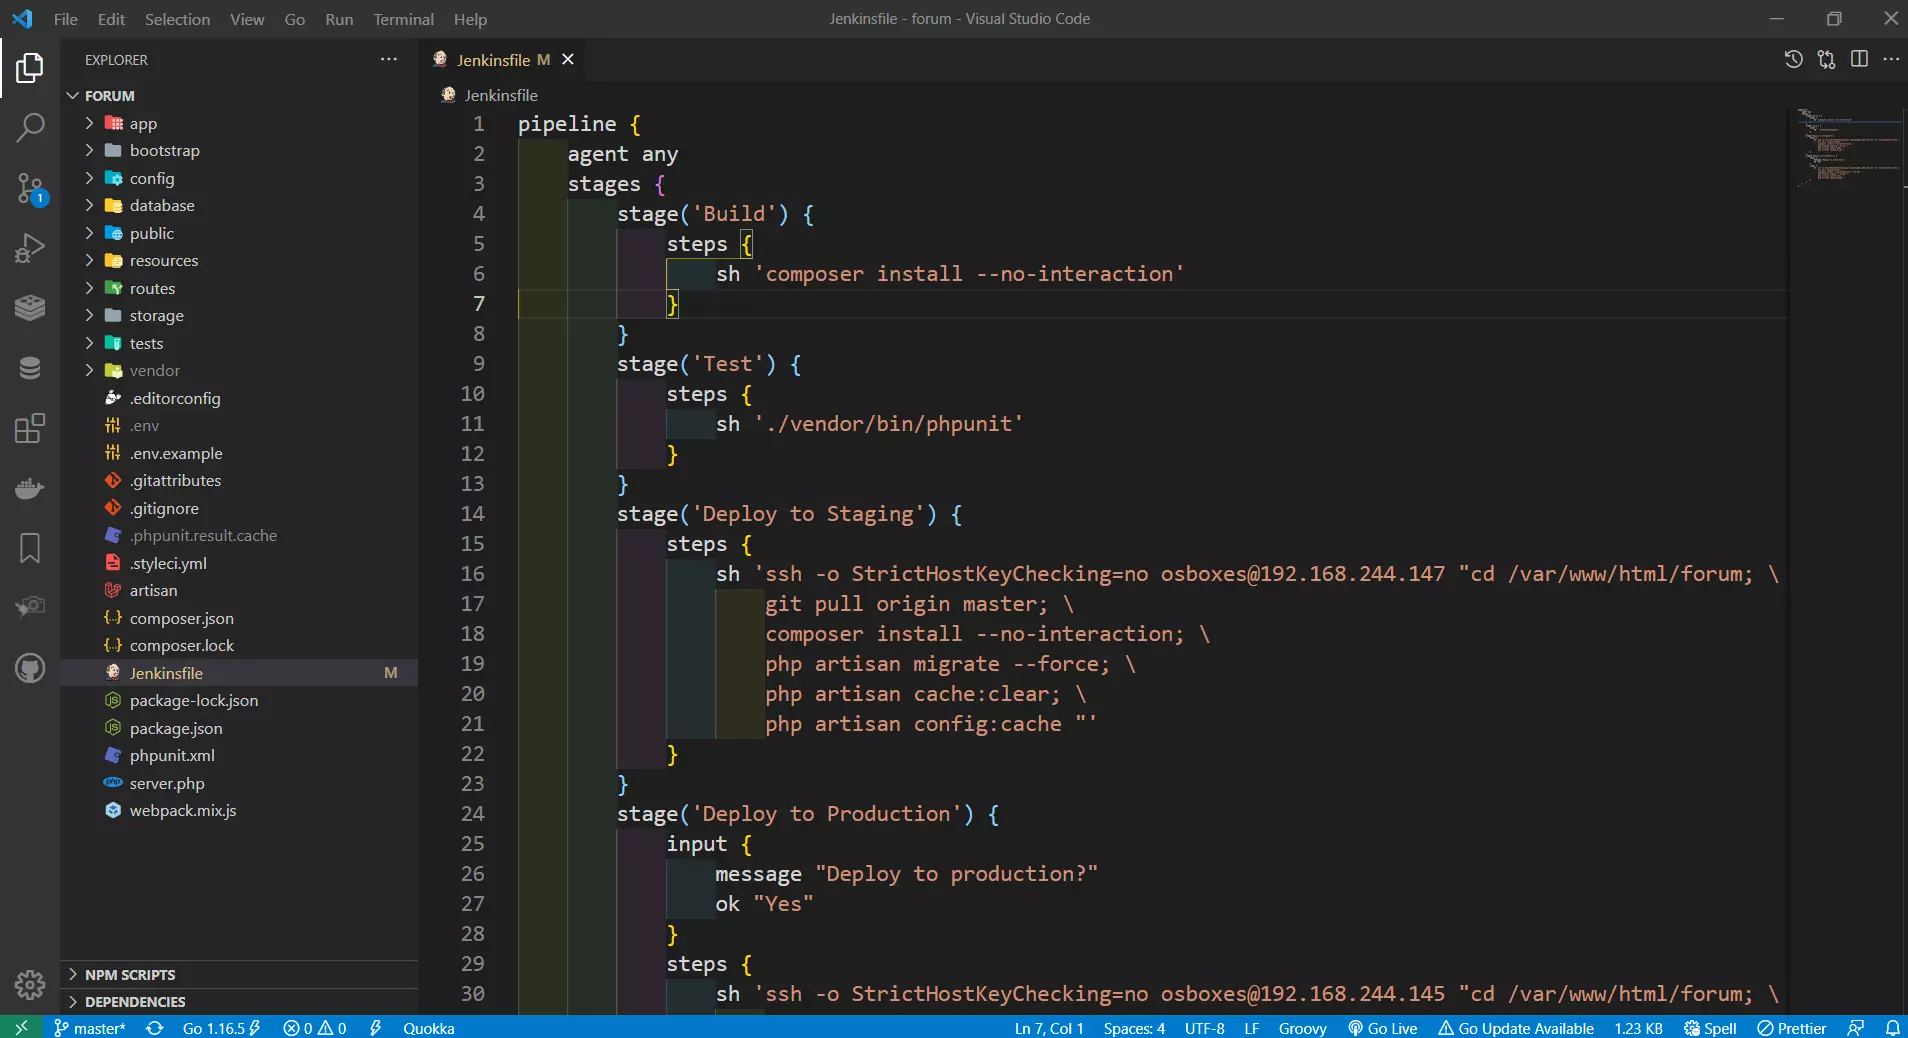 File Edit Selection View Go Run Terminal Help
Jenkinsfile - forum - Visual Studio Code
EXPLORER
FORUM
app
bootstrap
config
database
public
resources
routes
storage
tests
vendor
.editorconfig
.env
.env.example
.gitattributes
.gitignore
.phpunit.result.cache
.styleci.yml
artisan
composer.json
composer.lock
Jenkinsfile M
package-lock.json
package.json
phpunit.xml
server.php
webpack.mix.js
NPM SCRIPTS
DEPENDENCIES
1
Jenkinsfile M
Jenkinsfile
1 pipeline {
2 agent any
3 stages {
4 stage('Build') {
5 steps {
6 sh 'composer install --no-interaction'
7 }
8 }
9 stage('Test') {
10 steps {
11 sh './vendor/bin/phpunit'
12 }
13 }
14 stage('Deploy to Staging') {
15 steps {
16 sh 'ssh -o StrictHostKeyChecking=no osboxes@192.168.244.147 "cd /var/www/html/forum; \
17 git pull origin master; \
18 composer install --no-interaction; \
19 php artisan migrate --force; \
20 php artisan cache:clear; \
21 php artisan config:cache "'
22 }
23 }
24 stage('Deploy to Production') {
25 input {
26 message "Deploy to production?"
27 ok "Yes"
28 }
29 steps {
30 sh 'ssh -o StrictHostKeyChecking=no osboxes@192.168.244.145 "cd /var/www/html/forum; \
master* Go 1.16.5 0 0 Quokka Ln 7, Col 1 Spaces: 4 UTF-8 LF Groovy Go Live Go Update Available 1.23 KB Spell Prettier